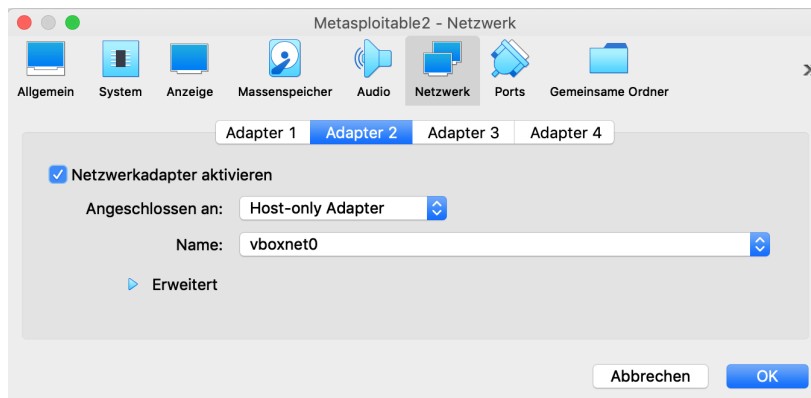 Metasploitable2 - Netzwerk
Allgemein System Anzeige Massenspeicher Audio Netzwerk Ports Gemeinsame Ordner
Adapter 1 Adapter 2 Adapter 3 Adapter 4
Netzwerkadapter aktivieren
Angeschlossen an: Host-only Adapter
Name: vboxnet0
Erweitert
Abbrechen OK